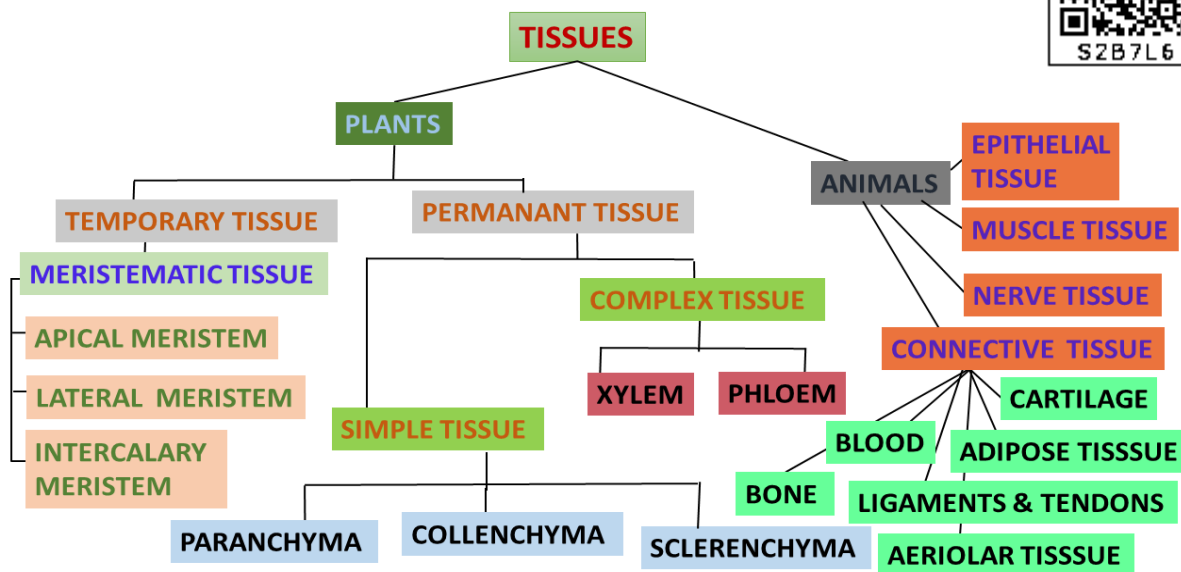 TISSUES
S2B7L6
PLANTS
ANIMALS
EPITHELIAL
TISSUE
TEMPORARY TISSUE
PERMANANT TISSUE
MUSCLE TISSUE
MERISTEMATIC TISSUE
COMPLEX TISSUE
NERVE TISSUE
APICAL MERISTEM
CONNECTIVE TISSUE
LATERAL MERISTEM
XYLEM
PHLOEM
CARTILAGE
SIMPLE TISSUE
BLOOD
ADIPOSE TISSSUE
INTERCALARY
MERISTEM
BONE
LIGAMENTS & TENDONS
PARANCHYMA
COLLENCHYMA
SCLERENCHYMA
AERIOLAR TISSSUE